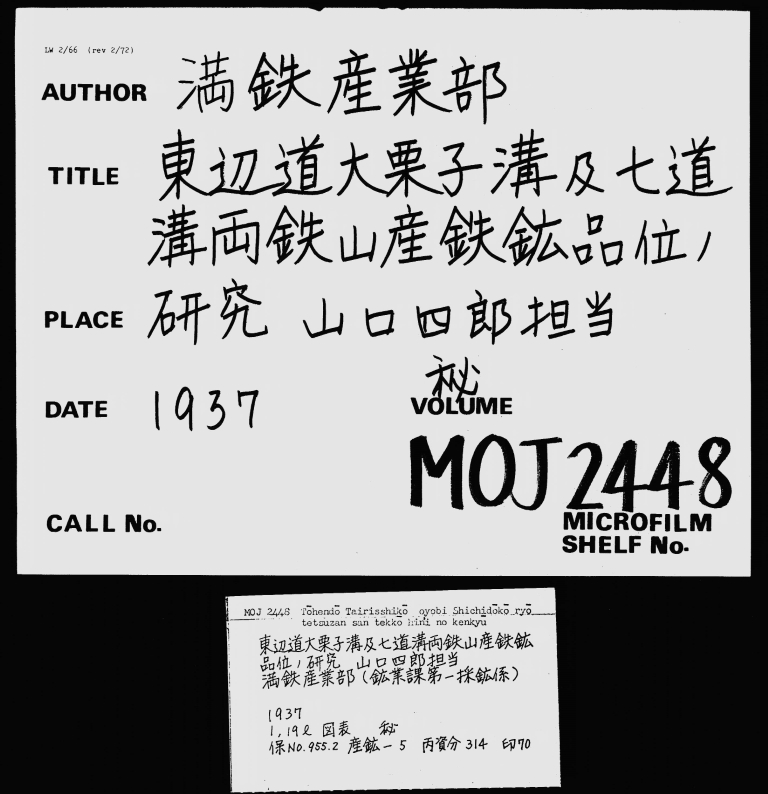 LW 2/66 (rev 2/72)
AUTHOR 満鉄産業部
TITLE 東辺道大栗子溝及七道
溝両鉄山産鉄鉱品位ノ
PLACE 研究 山口四郎担当
秘
DATE 1937 VOLUME
MOJ 2448
CALL No. MICROFILM
SHELF No.
MOJ 2448 Tōhendō Tairisshikō oyobi Shichidōkō ryō
tetsuzan san tekko hini no kenkyū
東辺道大栗子溝及七道溝両鉄山産鉄鉱
品位ノ研究 山口四郎担当
満鉄産業部(鉱業課第一採鉱係)
1937
1,19ℓ 図表 秘
保No.955.2 産鉱-5 丙資分314 印70